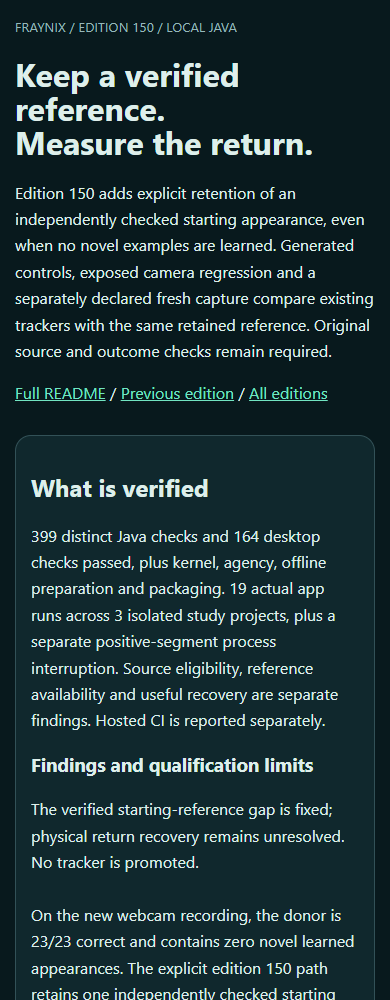 FRAYNIX / EDITION 150 / LOCAL JAVA
Keep a verified
reference.
Measure the return.
Edition 150 adds explicit retention of an
independently checked starting appearance, even
when no novel examples are learned. Generated
controls, exposed camera regression and a
separately declared fresh capture compare existing
trackers with the same retained reference. Original
source and outcome checks remain required.
Full README / Previous edition / All editions
What is verified
399 distinct Java checks and 164 desktop
checks passed, plus kernel, agency, offline
preparation and packaging. 19 actual app
runs across 3 isolated study projects, plus a
separate positive-segment process
interruption. Source eligibility, reference
availability and useful recovery are separate
findings. Hosted CI is reported separately.
Findings and qualification limits
The verified starting-reference gap is fixed;
physical return recovery remains unresolved.
No tracker is promoted.
On the new webcam recording, the donor is
23/23 correct and contains zero novel learned
appearances. The explicit edition 150 path
retains one independently checked starting